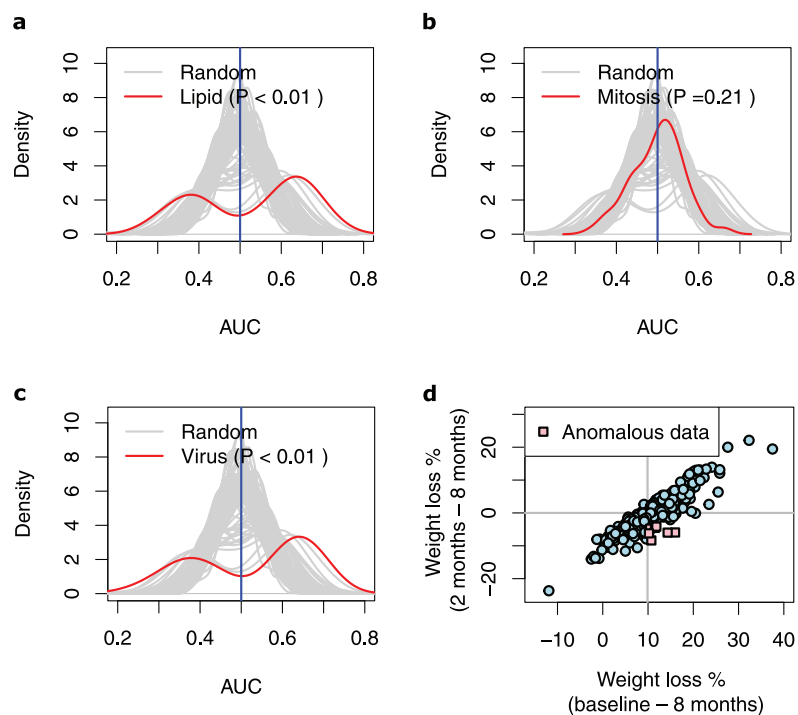 a
Density
0 2 4 6 8 10
Random
Lipid (P < 0.01 )
0.2 0.4 0.6 0.8
AUC
b
Density
0 2 4 6 8 10
Random
Mitosis (P =0.21 )
0.2 0.4 0.6 0.8
AUC
c
Density
0 2 4 6 8 10
Random
Virus (P < 0.01 )
0.2 0.4 0.6 0.8
AUC
d
Weight loss %
(2 months – 8 months)
−20 0 20
Anomalous data
−10 0 10 20 30 40
Weight loss %
(baseline – 8 months)